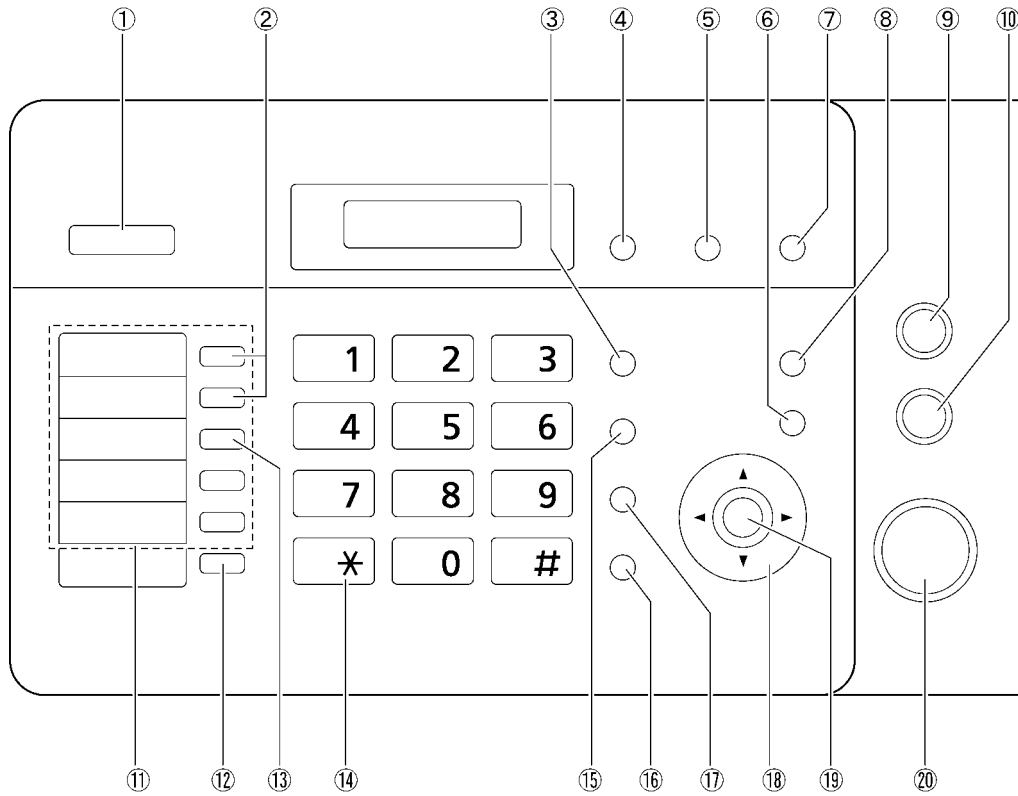 ① ② ③ ④ ⑤ ⑥ ⑦ ⑧ ⑨ ⑩
1 2 3
4 5 6
7 8 9
* 0 #
▲
◄ ►
▼
⑪ ⑫ ⑬ ⑭ ⑮ ⑯ ⑰ ⑱ ⑲ ⑳